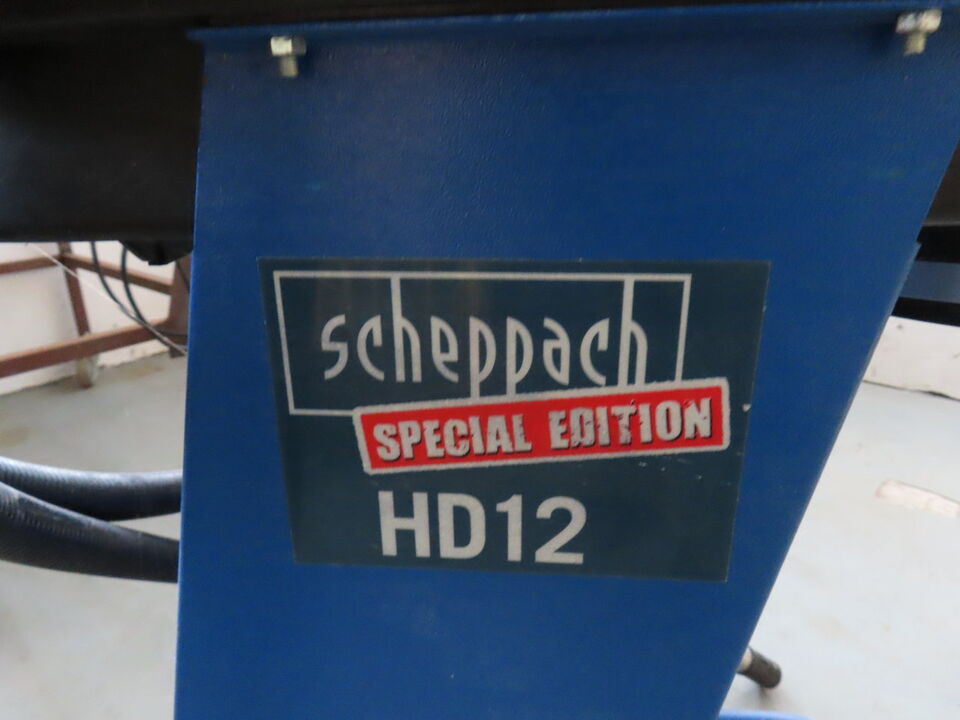 scheppach
SPECIAL EDITION
HD12